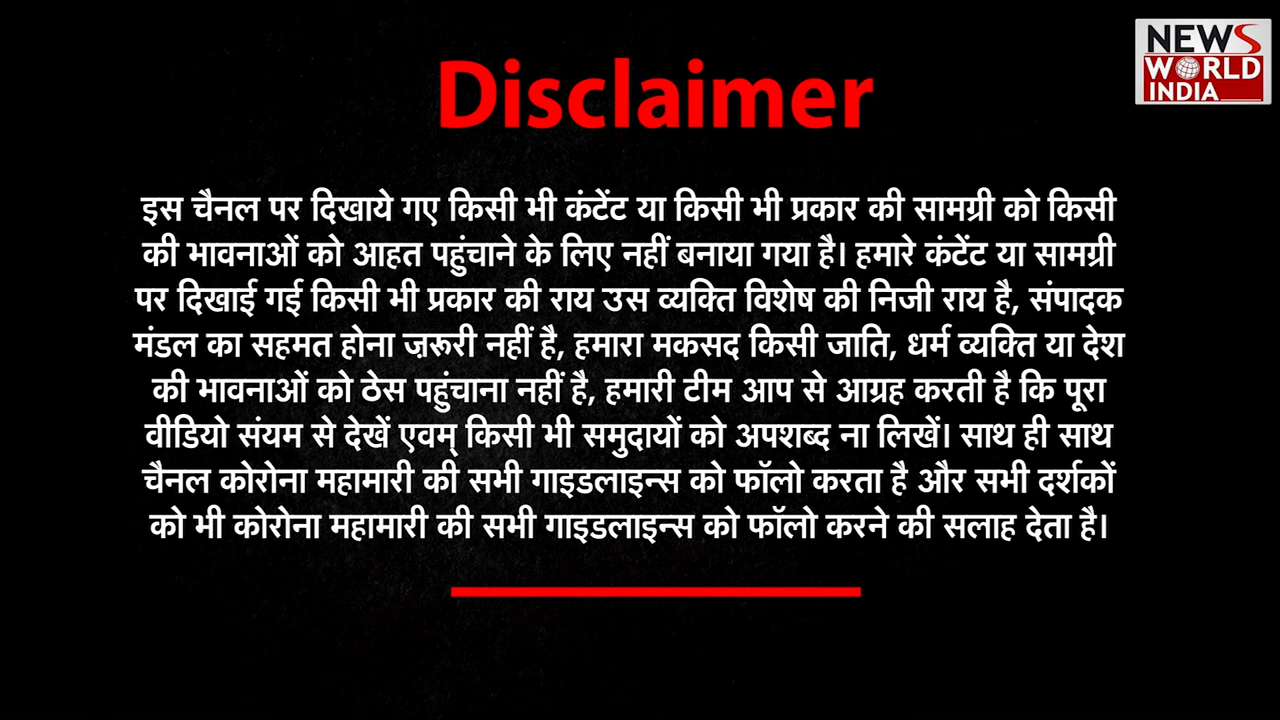 NEWS
WORLD
INDIA
Disclaimer
इस चैनल पर दिखाये गए किसी भी कंटेंट या किसी भी प्रकार की सामग्री को किसी
की भावनाओं को आहत पहुंचाने के लिए नहीं बनाया गया है। हमारे कंटेंट या सामग्री
पर दिखाई गई किसी भी प्रकार की राय उस व्यक्ति विशेष की निजी राय है, संपादक
मंडल का सहमत होना ज़रूरी नहीं है, हमारा मकसद किसी जाति, धर्म व्यक्ति या देश
की भावनाओं को ठेस पहुंचाना नहीं है, हमारी टीम आप से आग्रह करती है कि पूरा
वीडियो संयम से देखें एवम् किसी भी समुदायों को अपशब्द ना लिखें। साथ ही साथ
चैनल कोरोना महामारी की सभी गाइडलाइन्स को फॉलो करता है और सभी दर्शकों
को भी कोरोना महामारी की सभी गाइडलाइन्स को फॉलो करने की सलाह देता है।